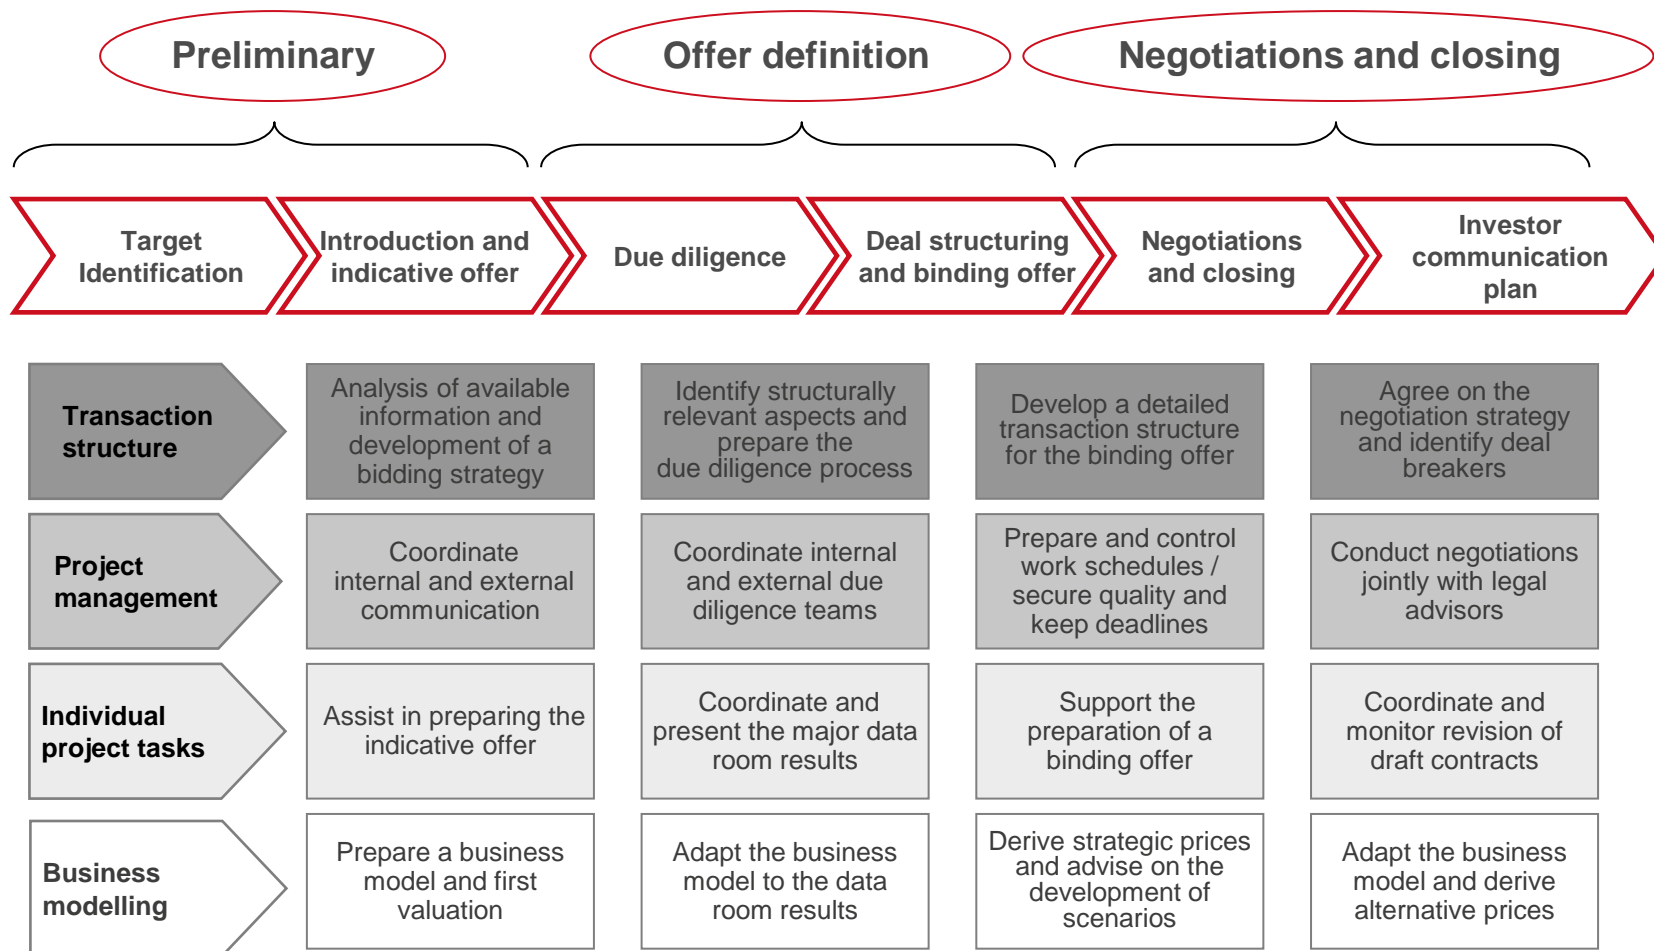 Preliminary
Offer definition
Negotiations and closing
Target
Identification
Introduction and
indicative offer
Due diligence
Deal structuring
and binding offer
Negotiations
and closing
Investor
communication
plan
Transaction
structure
Analysis of available
information and
development of a
bidding strategy
Identify structurally
relevant aspects and
prepare the
due diligence process
Develop a detailed
transaction structure
for the binding offer
Agree on the
negotiation strategy
and identify deal
breakers
Project
management
Coordinate
internal and external
communication
Coordinate internal
and external due
diligence teams
Prepare and control
work schedules /
secure quality and
keep deadlines
Conduct negotiations
jointly with legal
advisors
Individual
project tasks
Assist in preparing the
indicative offer
Coordinate and
present the major data
room results
Support the
preparation of a
binding offer
Coordinate and
monitor revision of
draft contracts
Business
modelling
Prepare a business
model and first
valuation
Adapt the business
model to the data
room results
Derive strategic prices
and advise on the
development of
scenarios
Adapt the business
model and derive
alternative prices